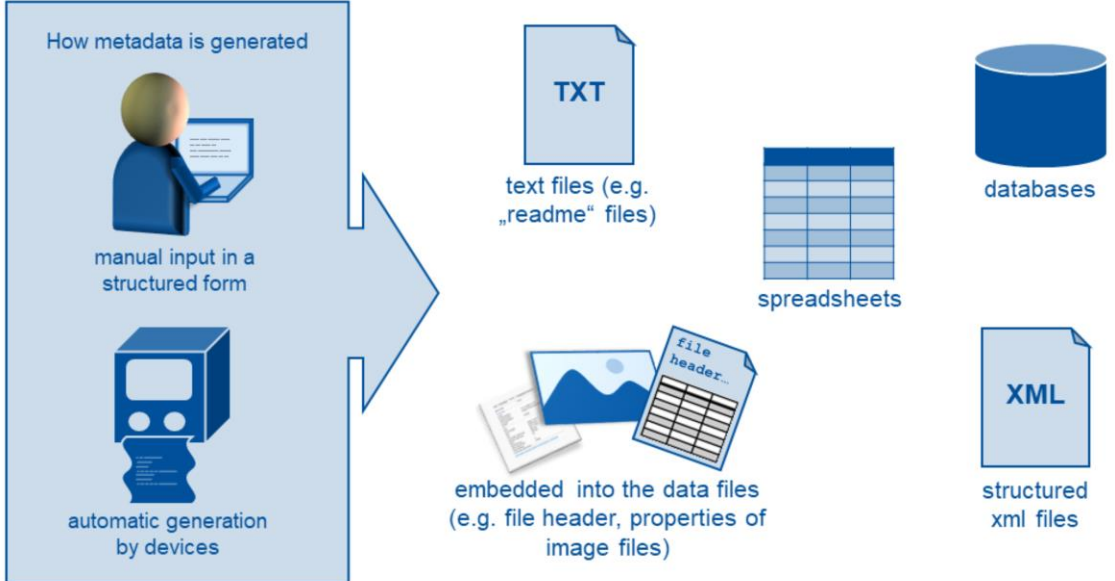 How metadata is generated
manual input in a
structured form
automatic generation
by devices
TXT
text files (e.g.
„readme“ files)
spreadsheets
databases
file
header…
embedded into the data files
(e.g. file header, properties of
image files)
XML
structured
xml files